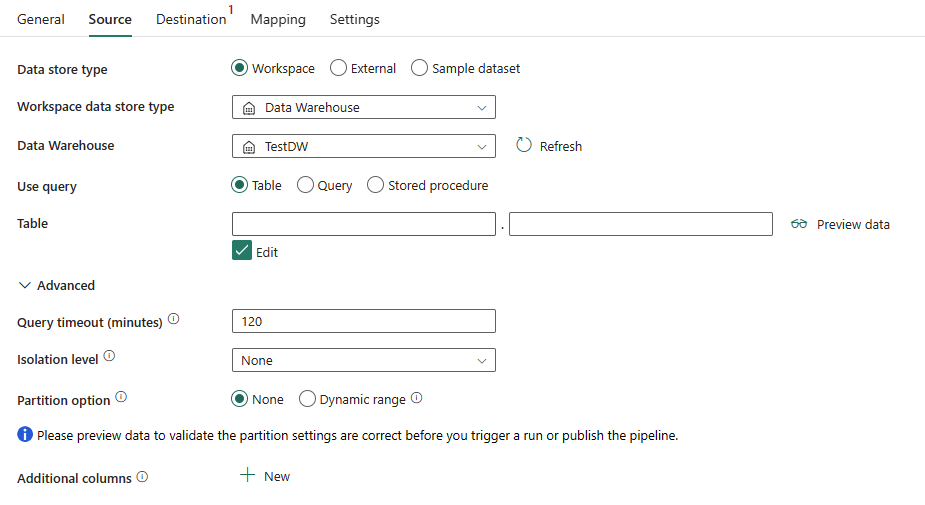 General Source Destination 1 Mapping Settings
Data store type Workspace External Sample dataset
Workspace data store type Data Warehouse
Data Warehouse TestDW Refresh
Use query Table Query Stored procedure
Table . Preview data
Edit
Advanced
Query timeout (minutes) 120
Isolation level None
Partition option None Dynamic range
Please preview data to validate the partition settings are correct before you trigger a run or publish the pipeline.
Additional columns New